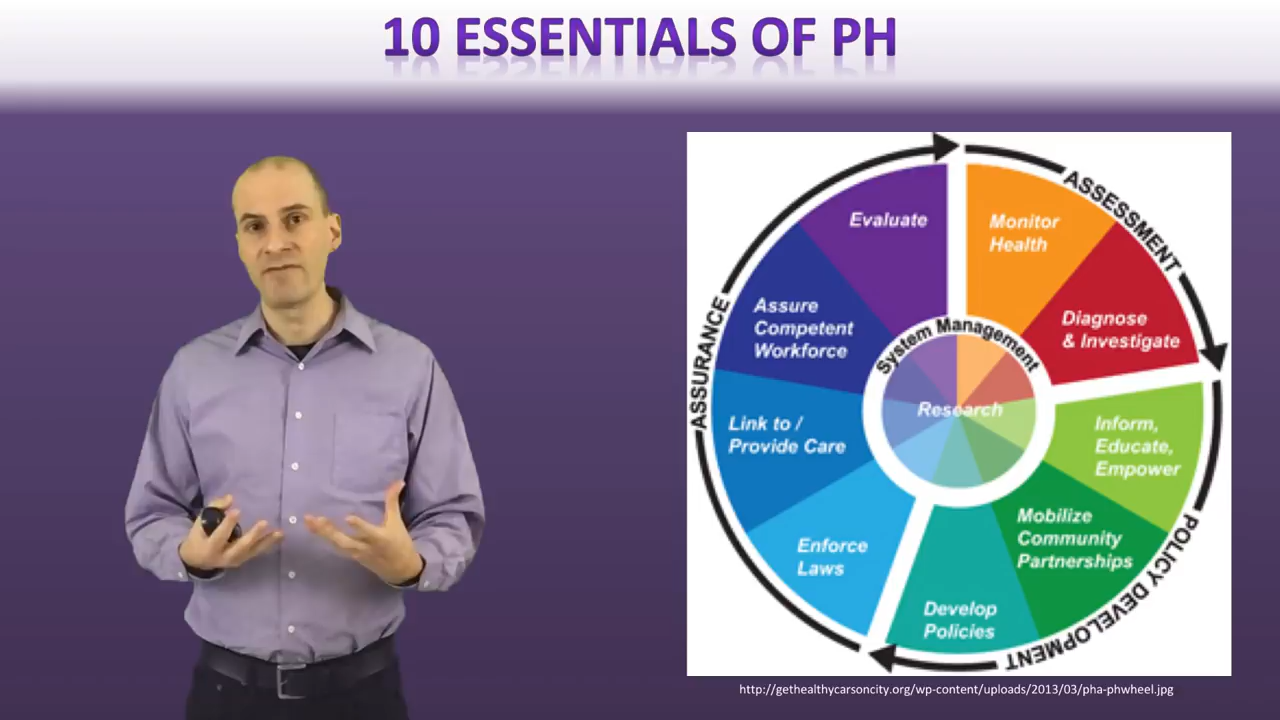 10 ESSENTIALS OF PH
ASSESSMENT
Monitor
Health
Diagnose
& Investigate
POLICY DEVELOPMENT
Inform,
Educate,
Empower
Mobilize
Community
Partnerships
Develop
Policies
ASSURANCE
Enforce
Laws
Link to /
Provide Care
Assure
Competent
Workforce
Evaluate
System Management
Research
http://gethealthycarsoncity.org/wp-content/uploads/2013/03/pha-phwheel.jpg